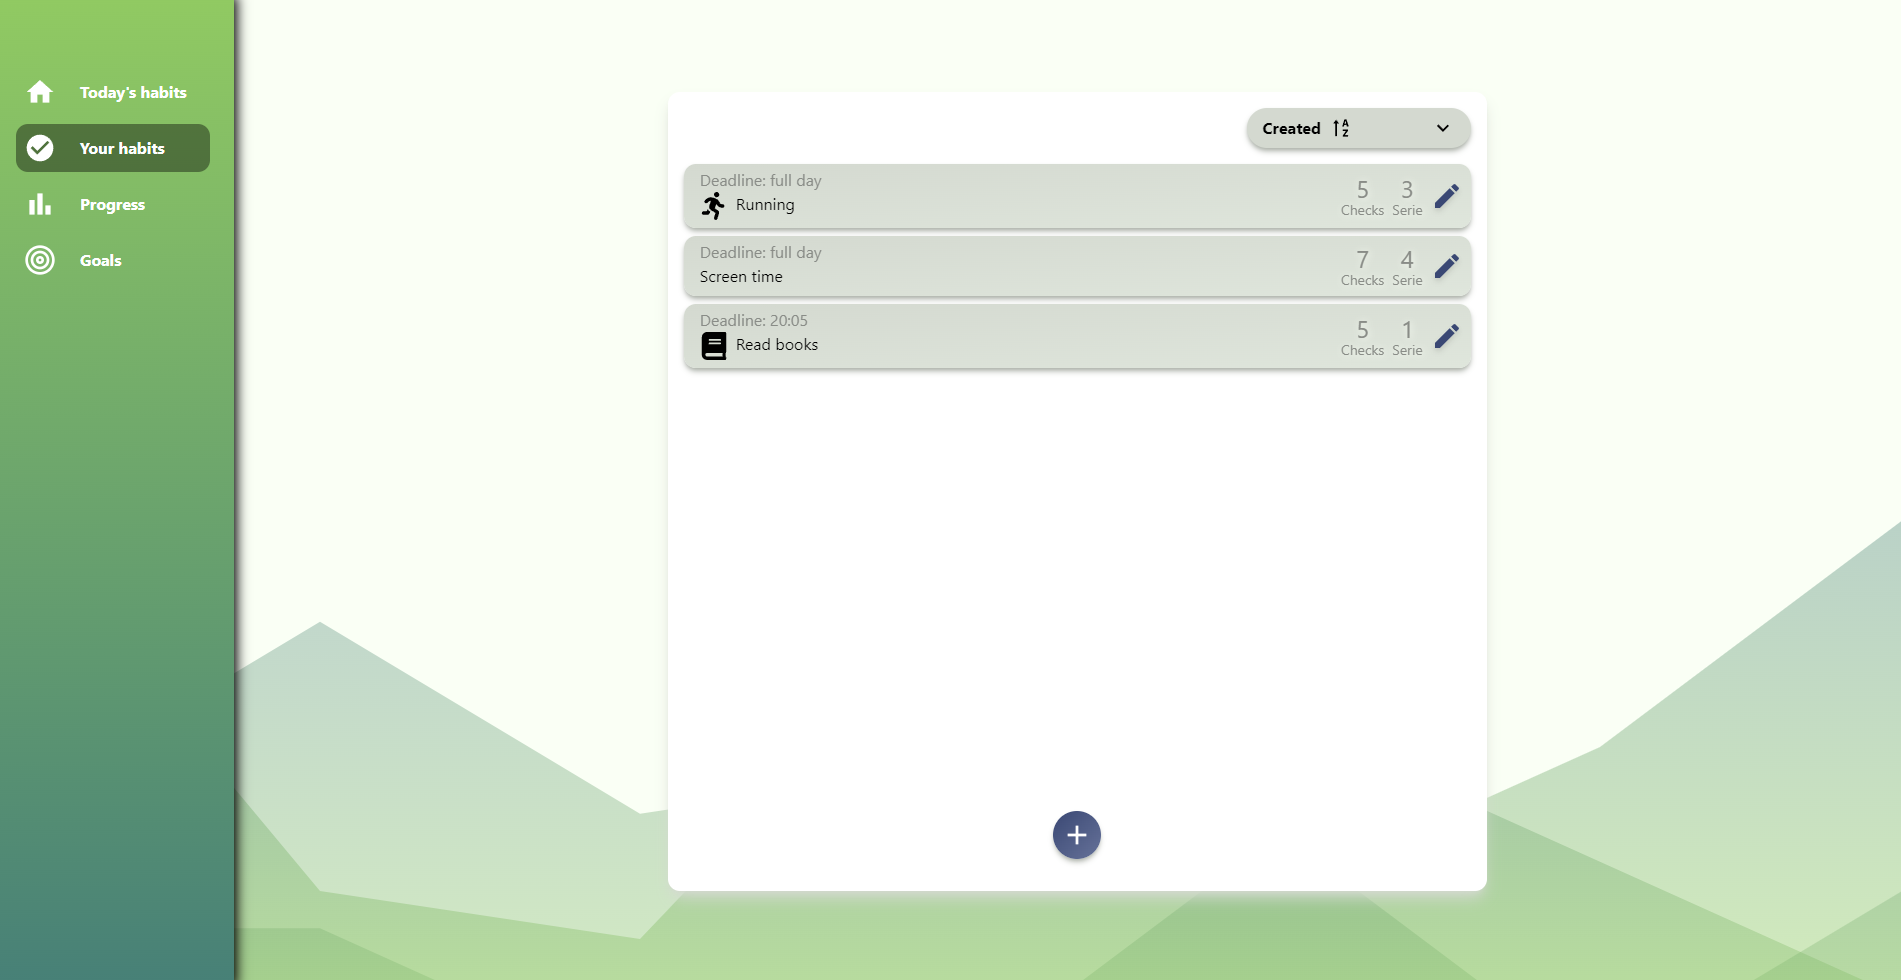 Today's habits
Your habits
Progress
Goals
Created
Deadline: full day
Running
5 3
Checks Serie
Deadline: full day
Screen time
7 4
Checks Serie
Deadline: 20:05
Read books
5 1
Checks Serie